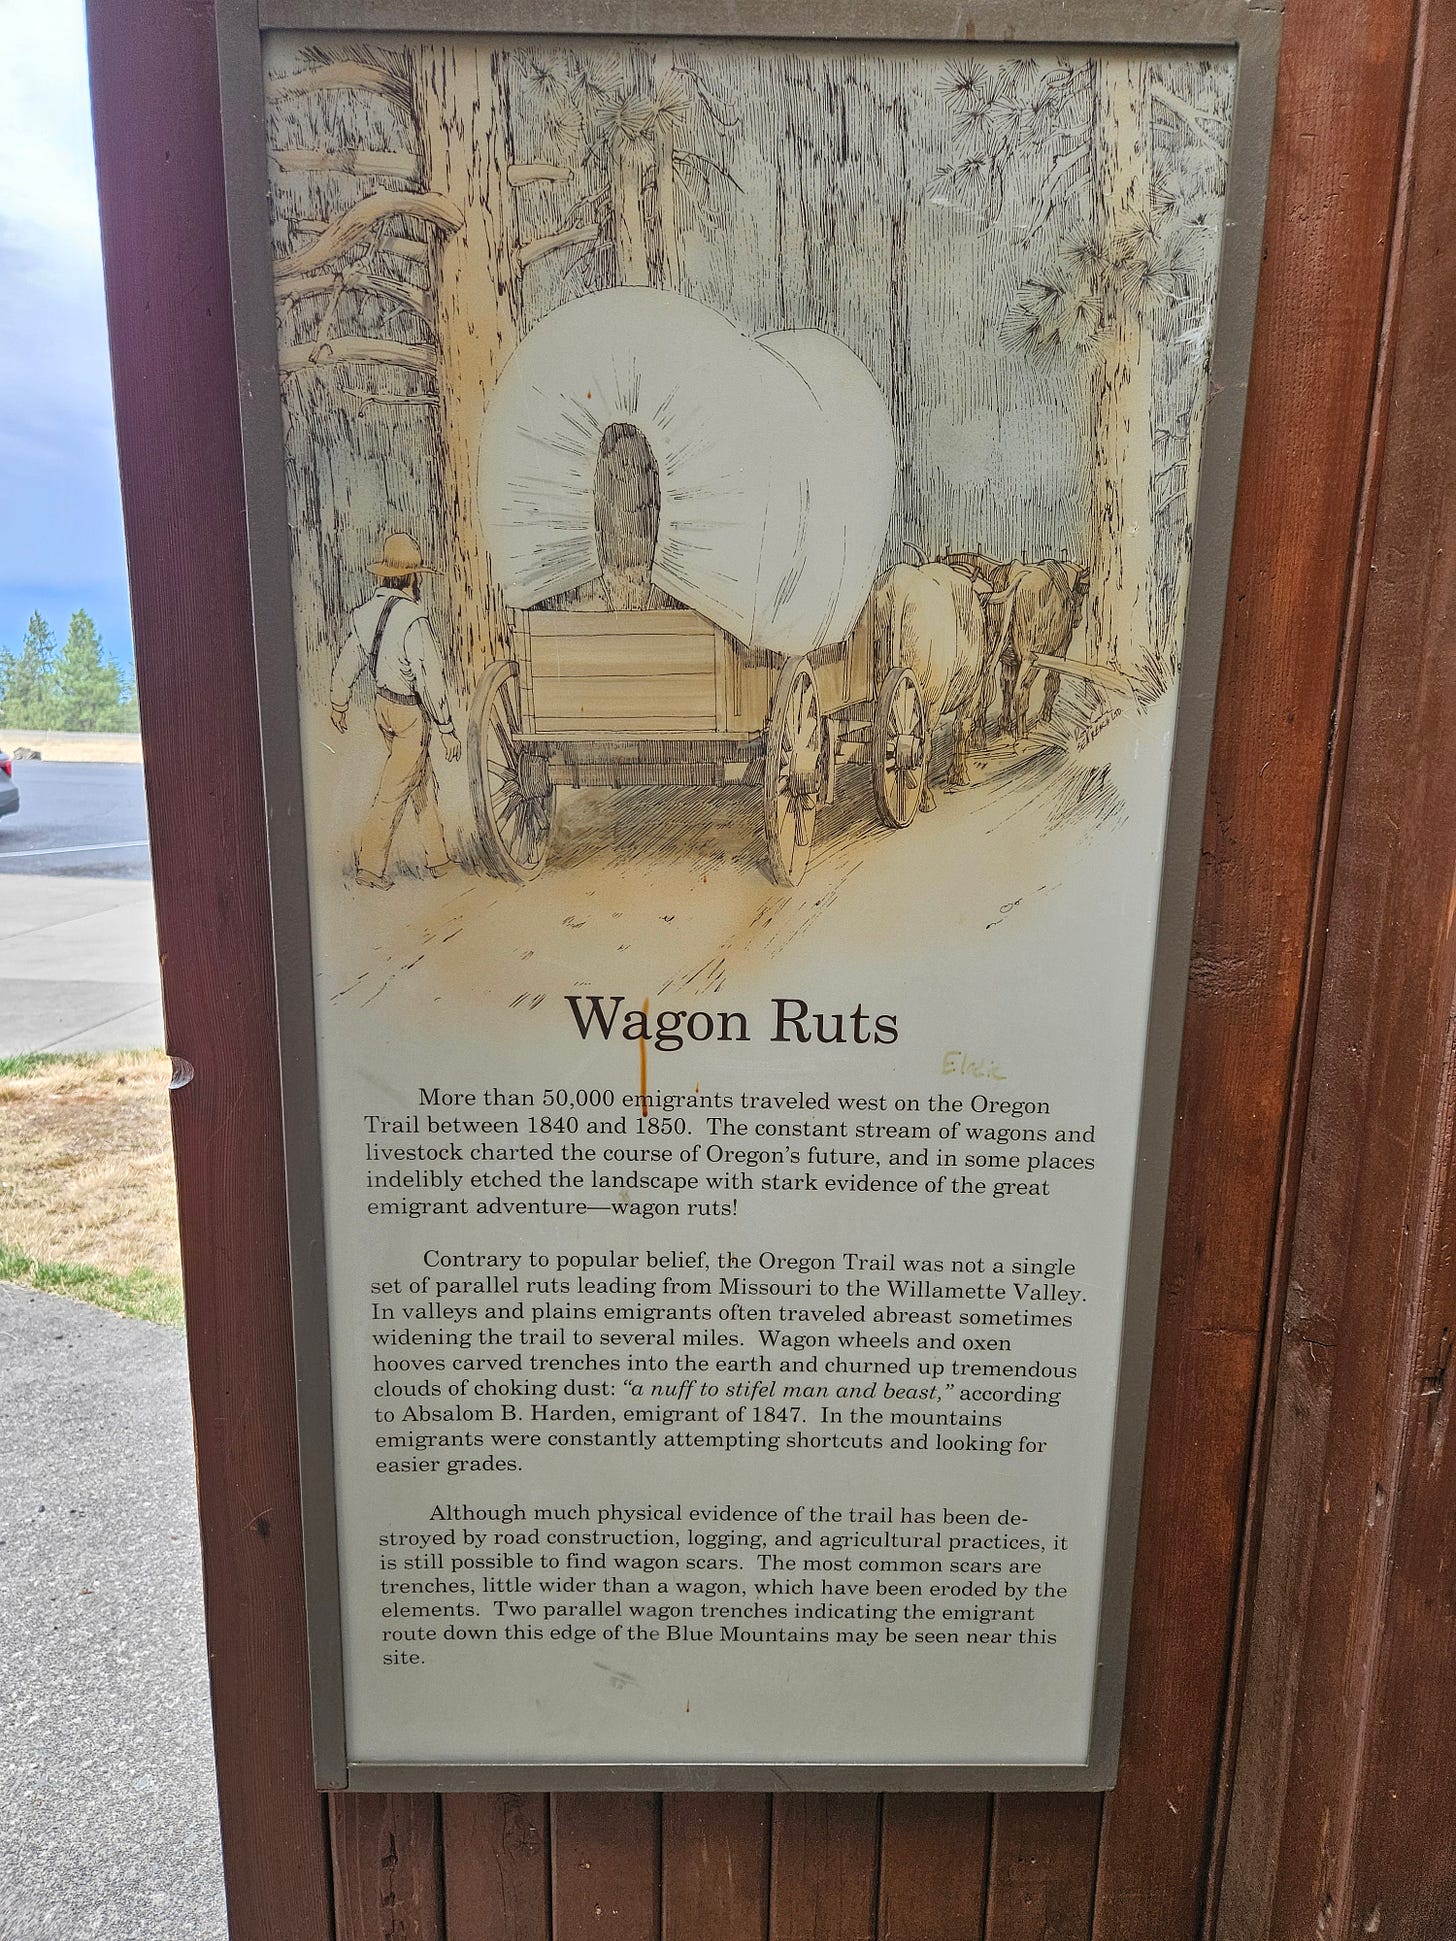 Wagon Ruts
More than 50,000 emigrants traveled west on the Oregon
Trail between 1840 and 1850. The constant stream of wagons and
livestock charted the course of Oregon's future, and in some places
indelibly etched the landscape with stark evidence of the great
emigrant adventure—wagon ruts!
Contrary to popular belief, the Oregon Trail was not a single
set of parallel ruts leading from Missouri to the Willamette Valley.
In valleys and plains emigrants often traveled abreast sometimes
widening the trail to several miles. Wagon wheels and oxen
hooves carved trenches into the earth and churned up tremendous
clouds of choking dust: “a nuff to stifel man and beast,” according
to Absalom B. Harden, emigrant of 1847. In the mountains
emigrants were constantly attempting shortcuts and looking for
easier grades.
Although much physical evidence of the trail has been de-
stroyed by road construction, logging, and agricultural practices, it
is still possible to find wagon scars. The most common scars are
trenches, little wider than a wagon, which have been eroded by the
elements. Two parallel wagon trenches indicating the emigrant
route down this edge of the Blue Mountains may be seen near this
site.